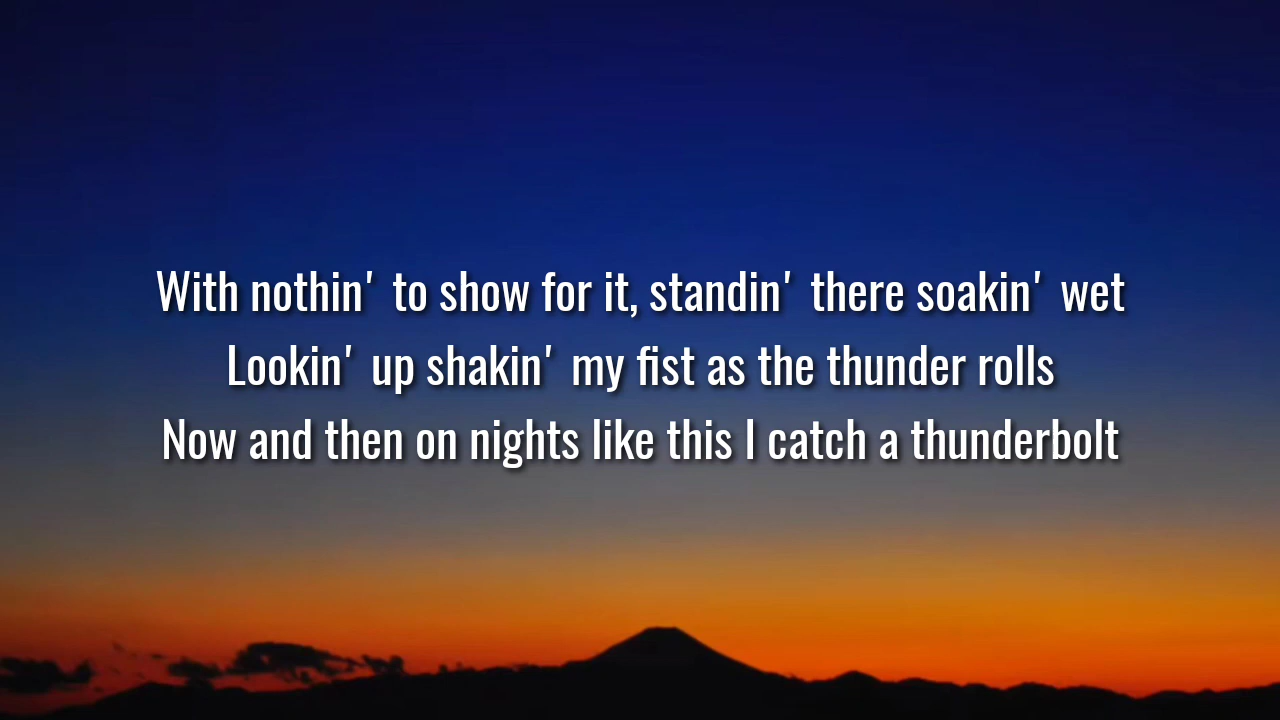 With nothin' to show for it, standin' there soakin' wet
Lookin' up shakin' my fist as the thunder rolls
Now and then on nights like this I catch a thunderbolt